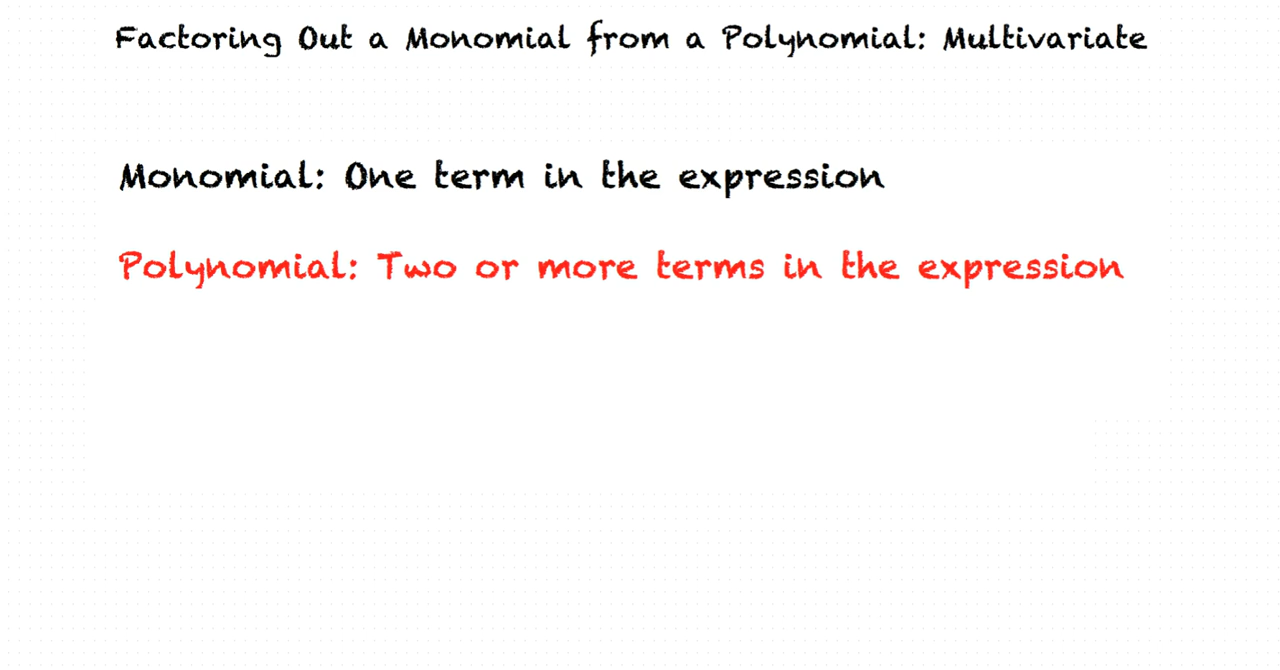 Factoring Out a Monomial from a Polynomial: Multivariate
Monomial: One term in the expression
Polynomial: Two or more terms in the expression